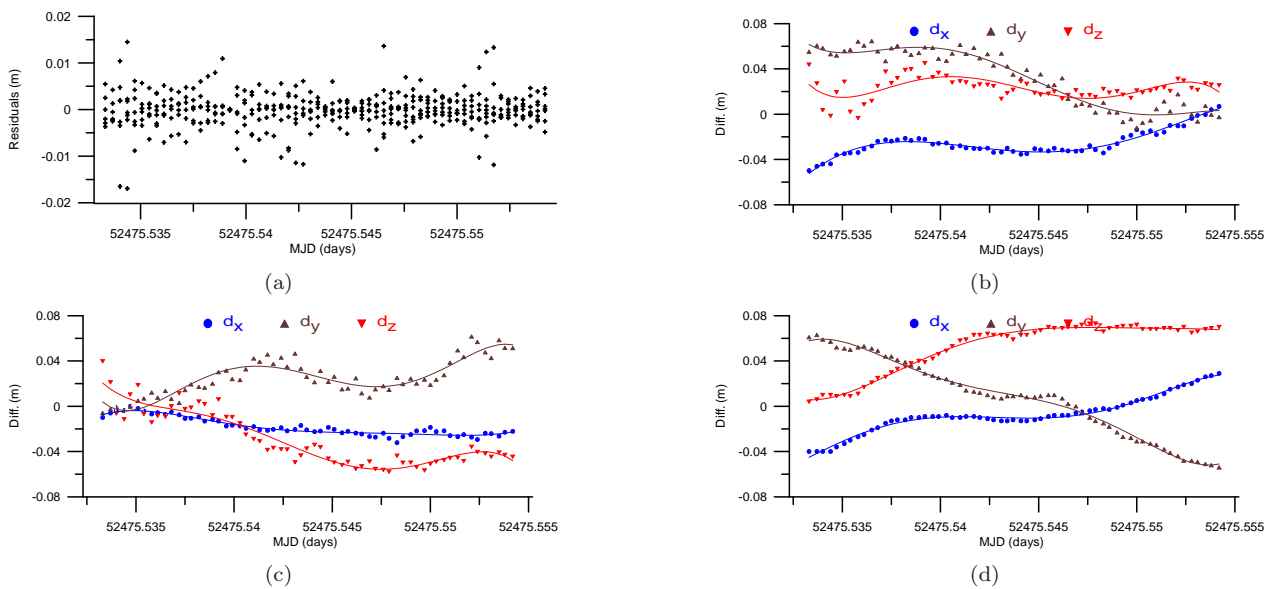 0.02
0.01
0
-0.01
-0.02
Residuals (m)
52475.535 52475.54 52475.545 52475.55
MJD (days)
(a)
0.08
0.04
0
-0.04
-0.08
Diff. (m)
dx dy dz
52475.535 52475.54 52475.545 52475.55 52475.555
MJD (days)
(b)
0.08
0.04
0
-0.04
-0.08
Diff. (m)
dx dy dz
52475.535 52475.54 52475.545 52475.55 52475.555
MJD (days)
(c)
0.08
0.04
0
-0.04
-0.08
Diff. (m)
dx dy dz
52475.535 52475.54 52475.545 52475.55 52475.555
MJD (days)
(d)